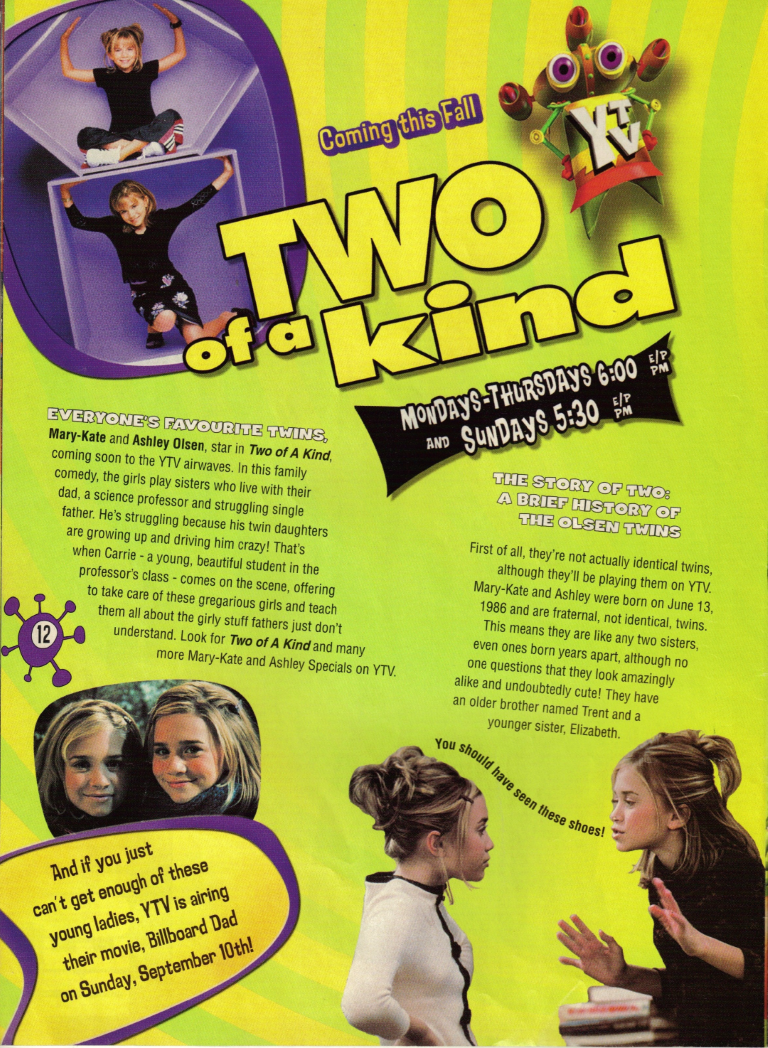 Coming this Fall
YTV
TWO
of a kind
MONDAYS-THURSDAYS 6:00 E/P PM
AND SUNDAYS 5:30 E/P PM
EVERYONE'S FAVOURITE TWINS,
Mary-Kate and Ashley Olsen, star in Two of A Kind,
coming soon to the YTV airwaves. In this family
comedy, the girls play sisters who live with their
dad, a science professor and struggling single
father. He's struggling because his twin daughters
are growing up and driving him crazy! That's
when Carrie - a young, beautiful student in the
professor's class - comes on the scene, offering
to take care of these gregarious girls and teach
them all about the girly stuff fathers just don't
understand. Look for Two of A Kind and many
more Mary-Kate and Ashley Specials on YTV.
12
THE STORY OF TWO:
A BRIEF HISTORY OF
THE OLSEN TWINS
First of all, they're not actually identical twins,
although they'll be playing them on YTV.
Mary-Kate and Ashley were born on June 13,
1986 and are fraternal, not identical, twins.
This means they are like any two sisters,
even ones born years apart, although no
one questions that they look amazingly
alike and undoubtedly cute! They have
an older brother named Trent and a
younger sister, Elizabeth.
You should have seen these shoes!
And if you just
can't get enough of these
young ladies, YTV is airing
their movie, Billboard Dad
on Sunday, September 10th!